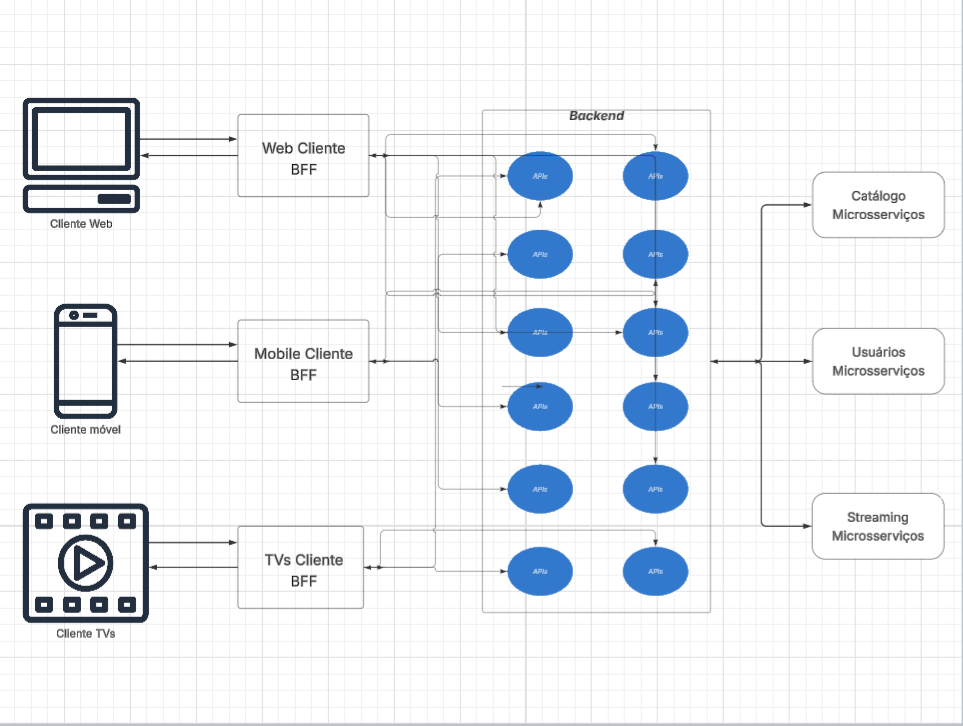 Backend
Web Cliente
BFF
Cliente Web
APIs
APIs
Catálogo
Microsserviços
APIs
APIs
Mobile Cliente
BFF
Cliente móvel
APIs
APIs
Usuários
Microsserviços
APIs
APIs
APIs
APIs
Streaming
Microsserviços
TVs Cliente
BFF
Cliente TVs
APIs
APIs